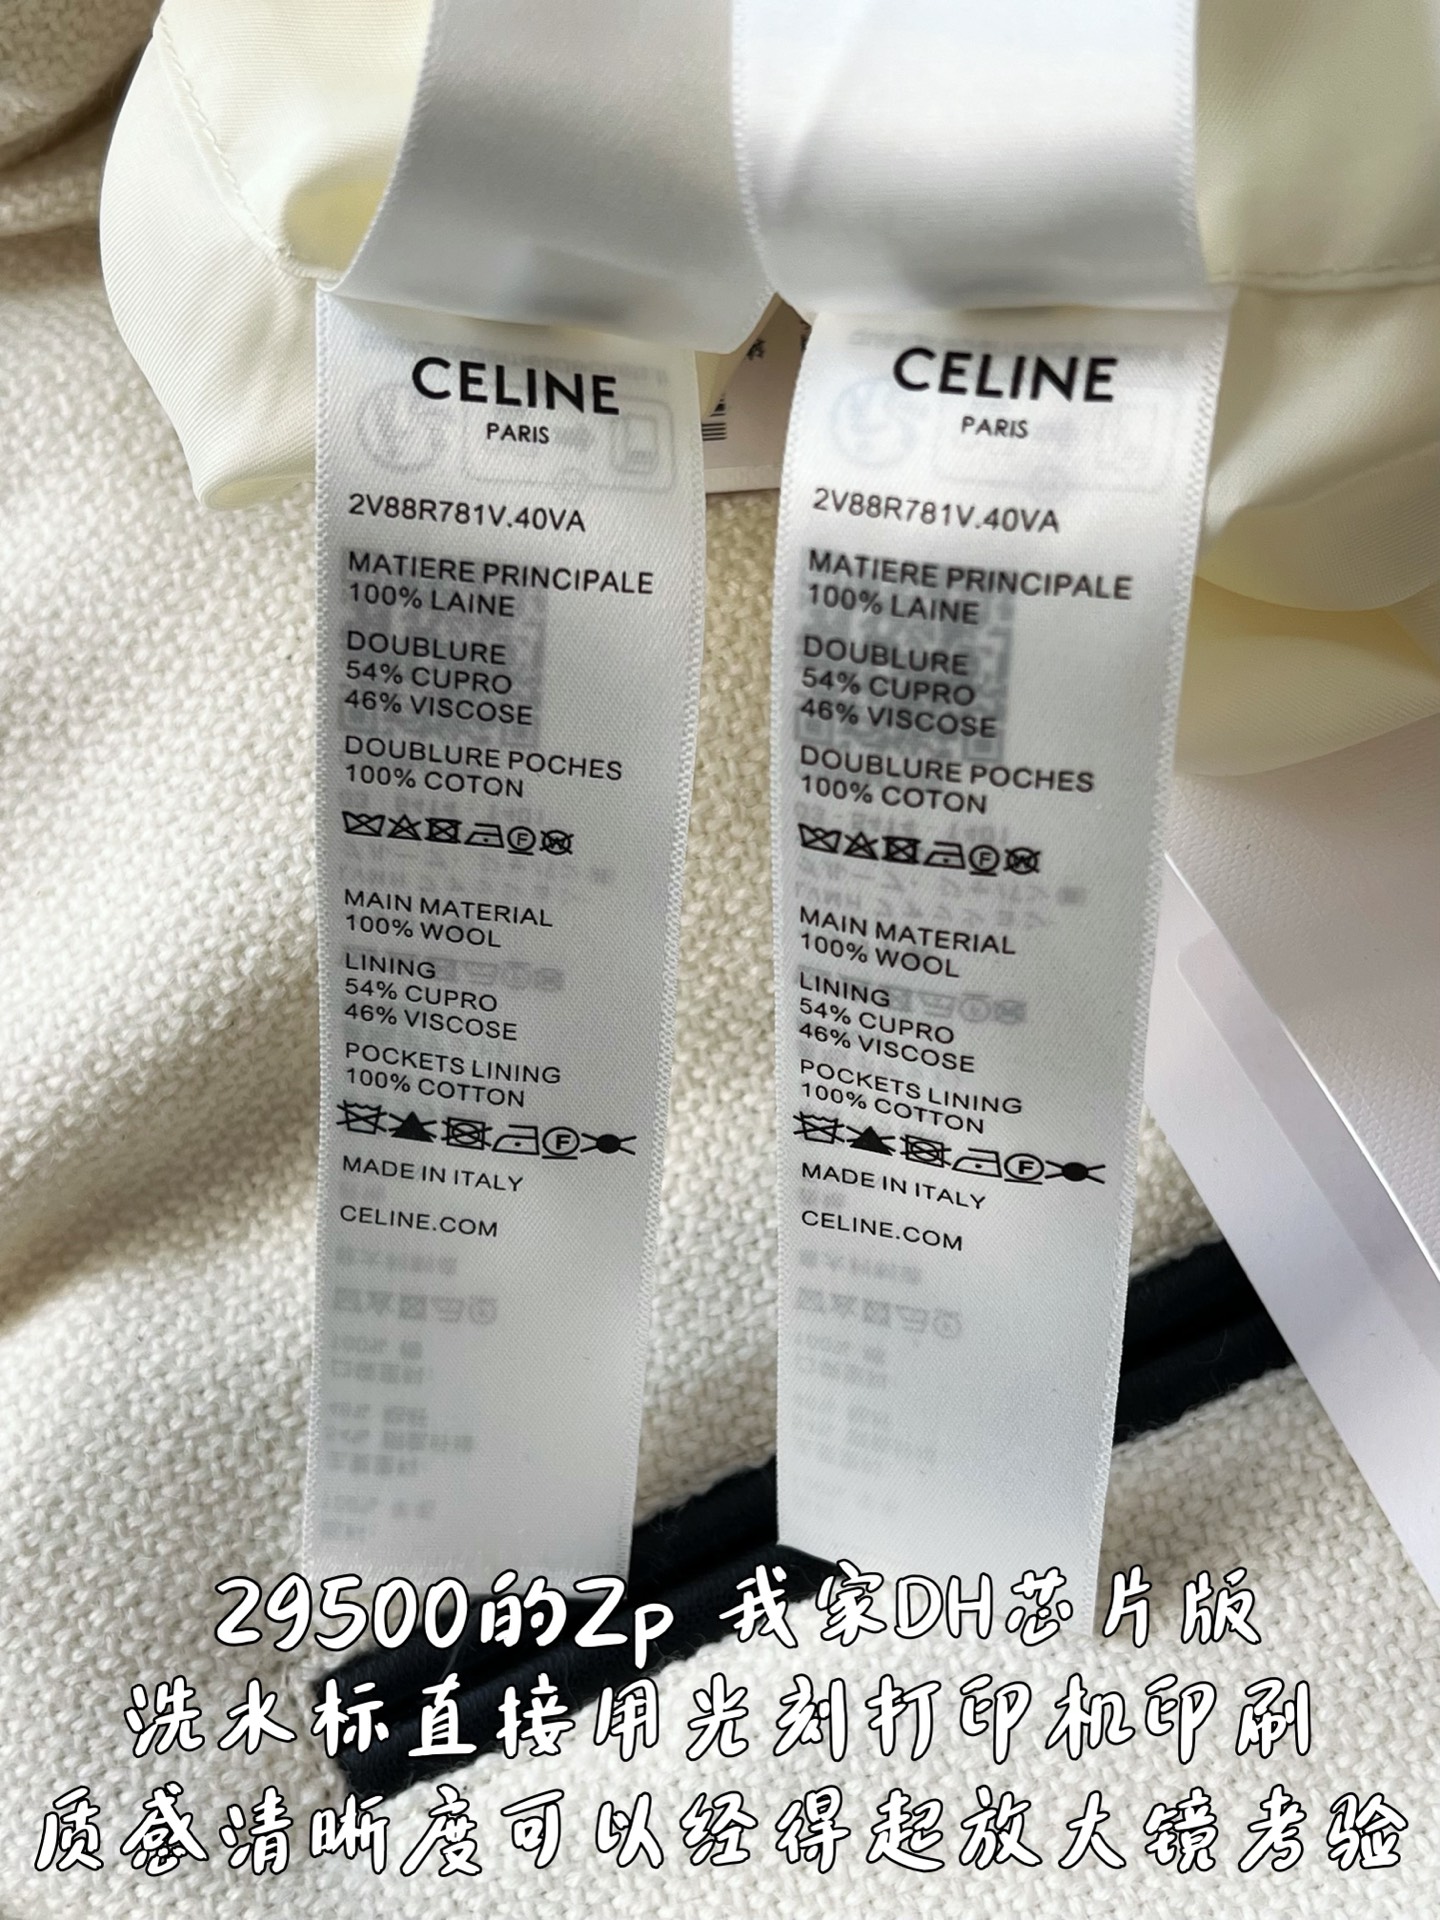 CELINE
PARIS
2V88R781V.40VA
MATIERE PRINCIPALE
100% LAINE
DOUBLURE
54% CUPRO
46% VISCOSE
DOUBLURE POCHES
100% COTON
MAIN MATERIAL
100% WOOL
LINING
54% CUPRO
46% VISCOSE
POCKETS LINING
100% COTTON
MADE IN ITALY
CELINE.COM
CELINE
PARIS
2V88R781V.40VA
MATIERE PRINCIPALE
100% LAINE
DOUBLURE
54% CUPRO
46% VISCOSE
DOUBLURE POCHES
100% COTON
MAIN MATERIAL
100% WOOL
LINING
54% CUPRO
46% VISCOSE
POCKETS LINING
100% COTTON
MADE IN ITALY
CELINE.COM
29500的Zp 我家DH芯片版
洗水标直接用光刻打印机印刷
质感清晰度可以经得起放大镜考验